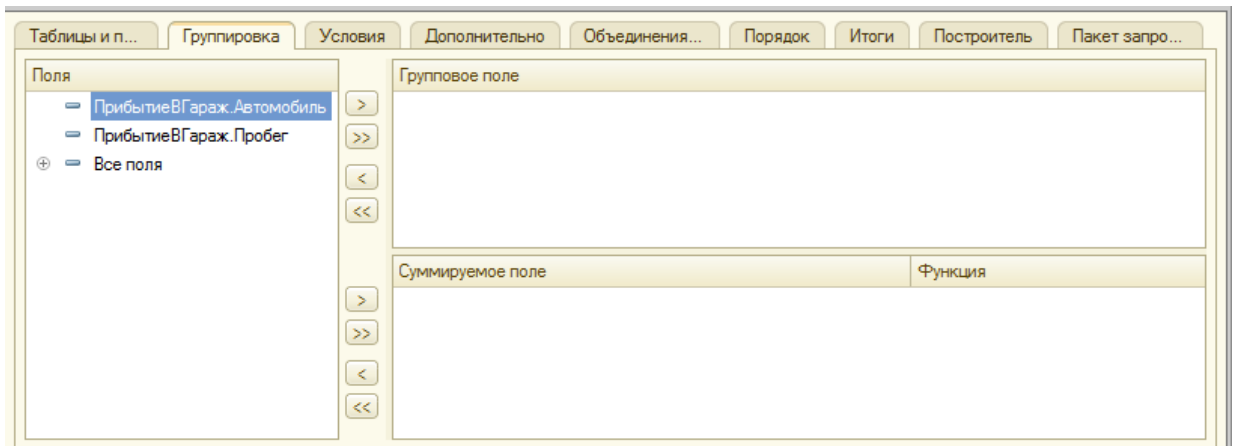 Таблицы и п... Группировка Условия Дополнительно Объединения... Порядок Итоги Построитель Пакет запро...
Поля
ПрибытиеВГараж.Автомобиль
ПрибытиеВГараж.Пробег
Все поля
>
>>
<
<<
>
>>
<
<<
Групповое поле
Суммируемое поле Функция